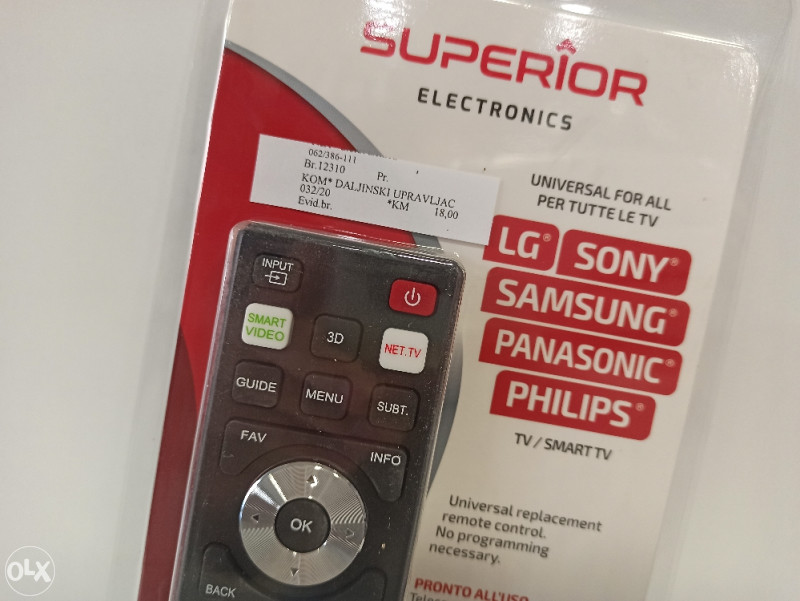 SUPERIOR
ELECTRONICS
062/386-111
Br.12310 Pr.
KOM* DALJINSKI UPRAVLJAC
032/20 *KM 18,00
Evid.br.
UNIVERSAL FOR ALL
PER TUTTE LE TV
LG® SONY®
SAMSUNG®
PANASONIC®
PHILIPS®
TV / SMART TV
INPUT
SMART
VIDEO
3D
NET.TV
GUIDE
MENU
SUBT.
FAV
INFO
OK
BACK
Universal replacement
remote control.
No programming
necessary.
PRONTO ALL'USO
OLX